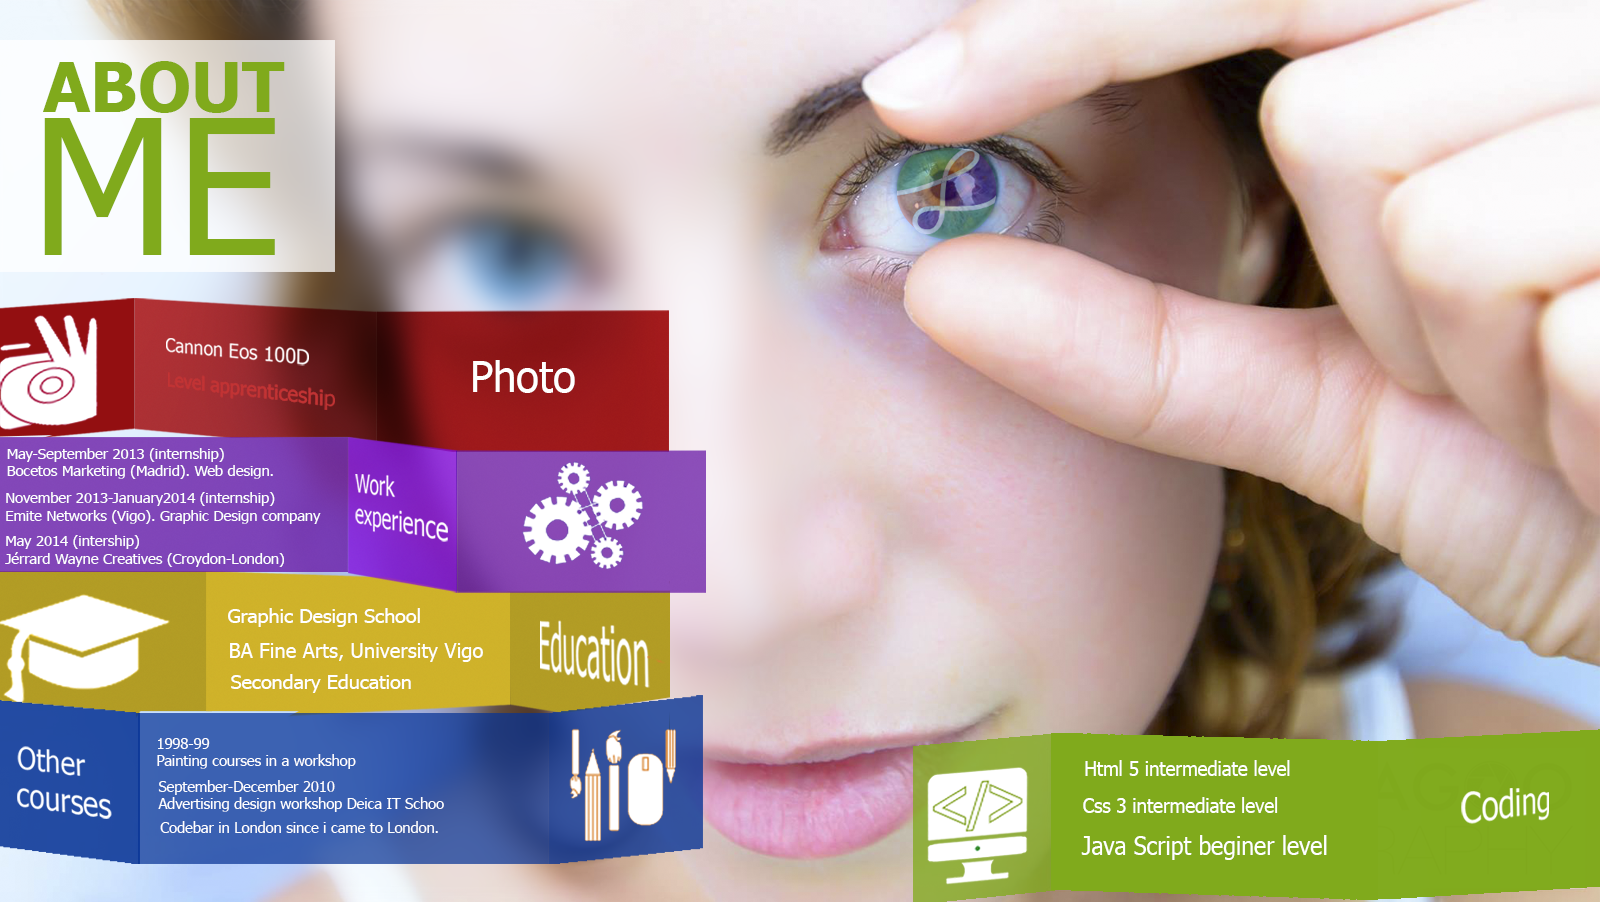 ABOUT
ME
Cannon Eos 100D
Level apprenticeship
Photo
May-September 2013 (internship)
Bocetos Marketing (Madrid). Web design.
November 2013-January2014 (internship)
Emite Networks (Vigo). Graphic Design company
May 2014 (intership)
Jérrard Wayne Creatives (Croydon-London)
Work
experience
Graphic Design School
BA Fine Arts, University Vigo
Secondary Education
Education
Other
courses
1998-99
Painting courses in a workshop
September-December 2010
Advertising design workshop Deica IT Schoo
Codebar in London since i came to London.
</>
Html 5 intermediate level
Css 3 intermediate level
Java Script beginer level
Coding